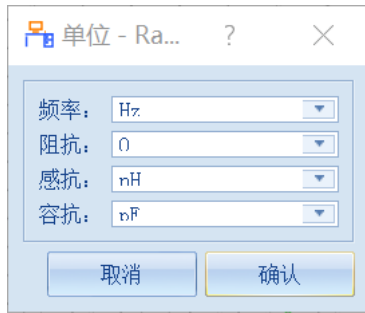 单位 - Ra...
频率： Hz
阻抗： Ω
感抗： nH
容抗： pF
取消 确认